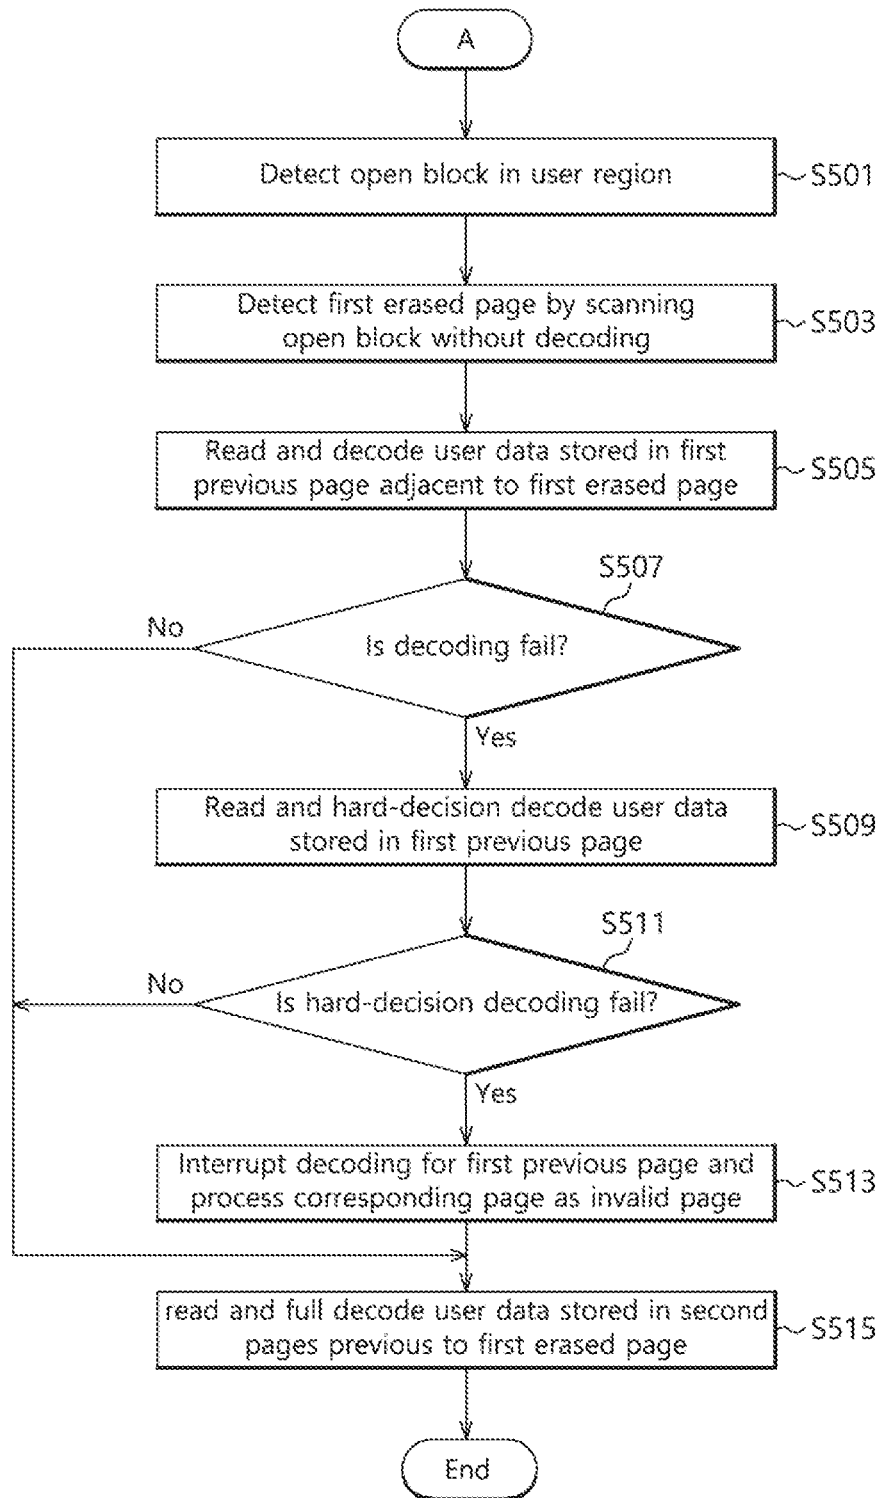 A
Detect open block in user region
S501
Detect first erased page by scanning
open block without decoding
S503
Read and decode user data stored in first
previous page adjacent to first erased page
S505
S507
No
Is decoding fail?
Yes
Read and hard-decision decode user data
stored in first previous page
S509
S511
No
Is hard-decision decoding fail?
Yes
Interrupt decoding for first previous page and
process corresponding page as invalid page
S513
read and full decode user data stored in second
pages previous to first erased page
S515
End